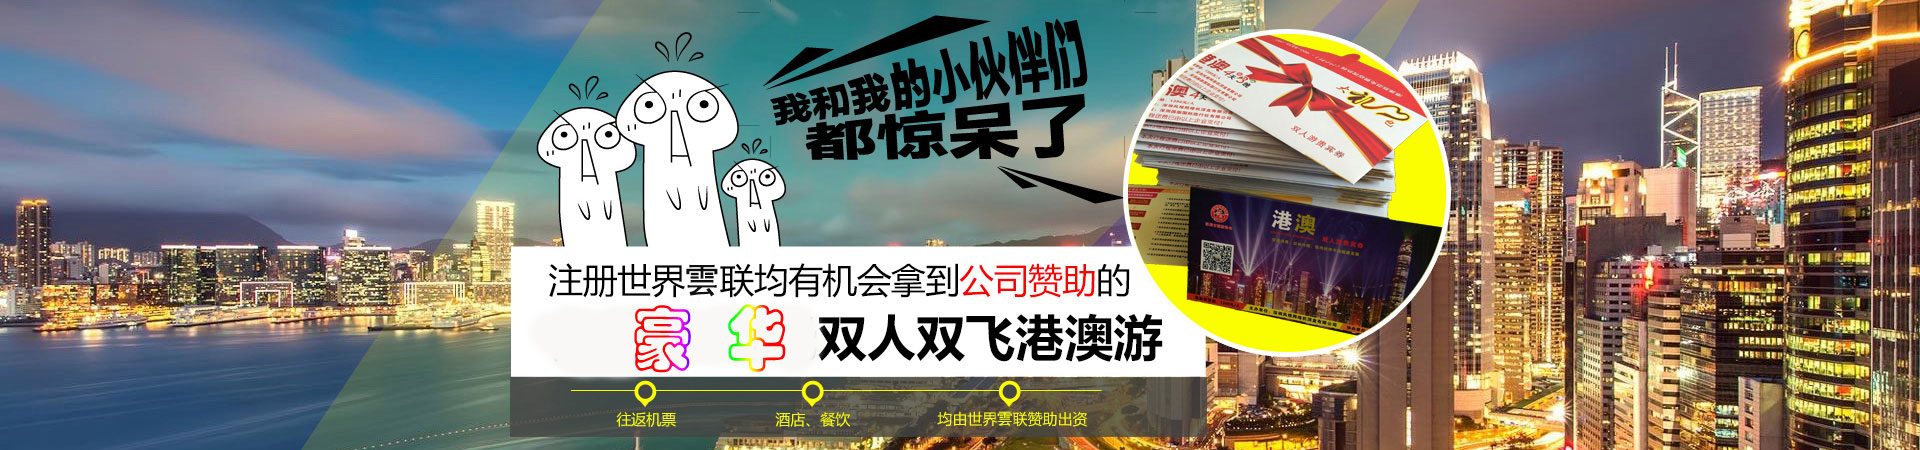 我和我的小伙伴们
都惊呆了
注册世界雲联均有机会拿到公司赞助的
豪华 双人双飞港澳游
往返机票
酒店、餐饮
均由世界雲联赞助出资
港澳
双人游贵宾券